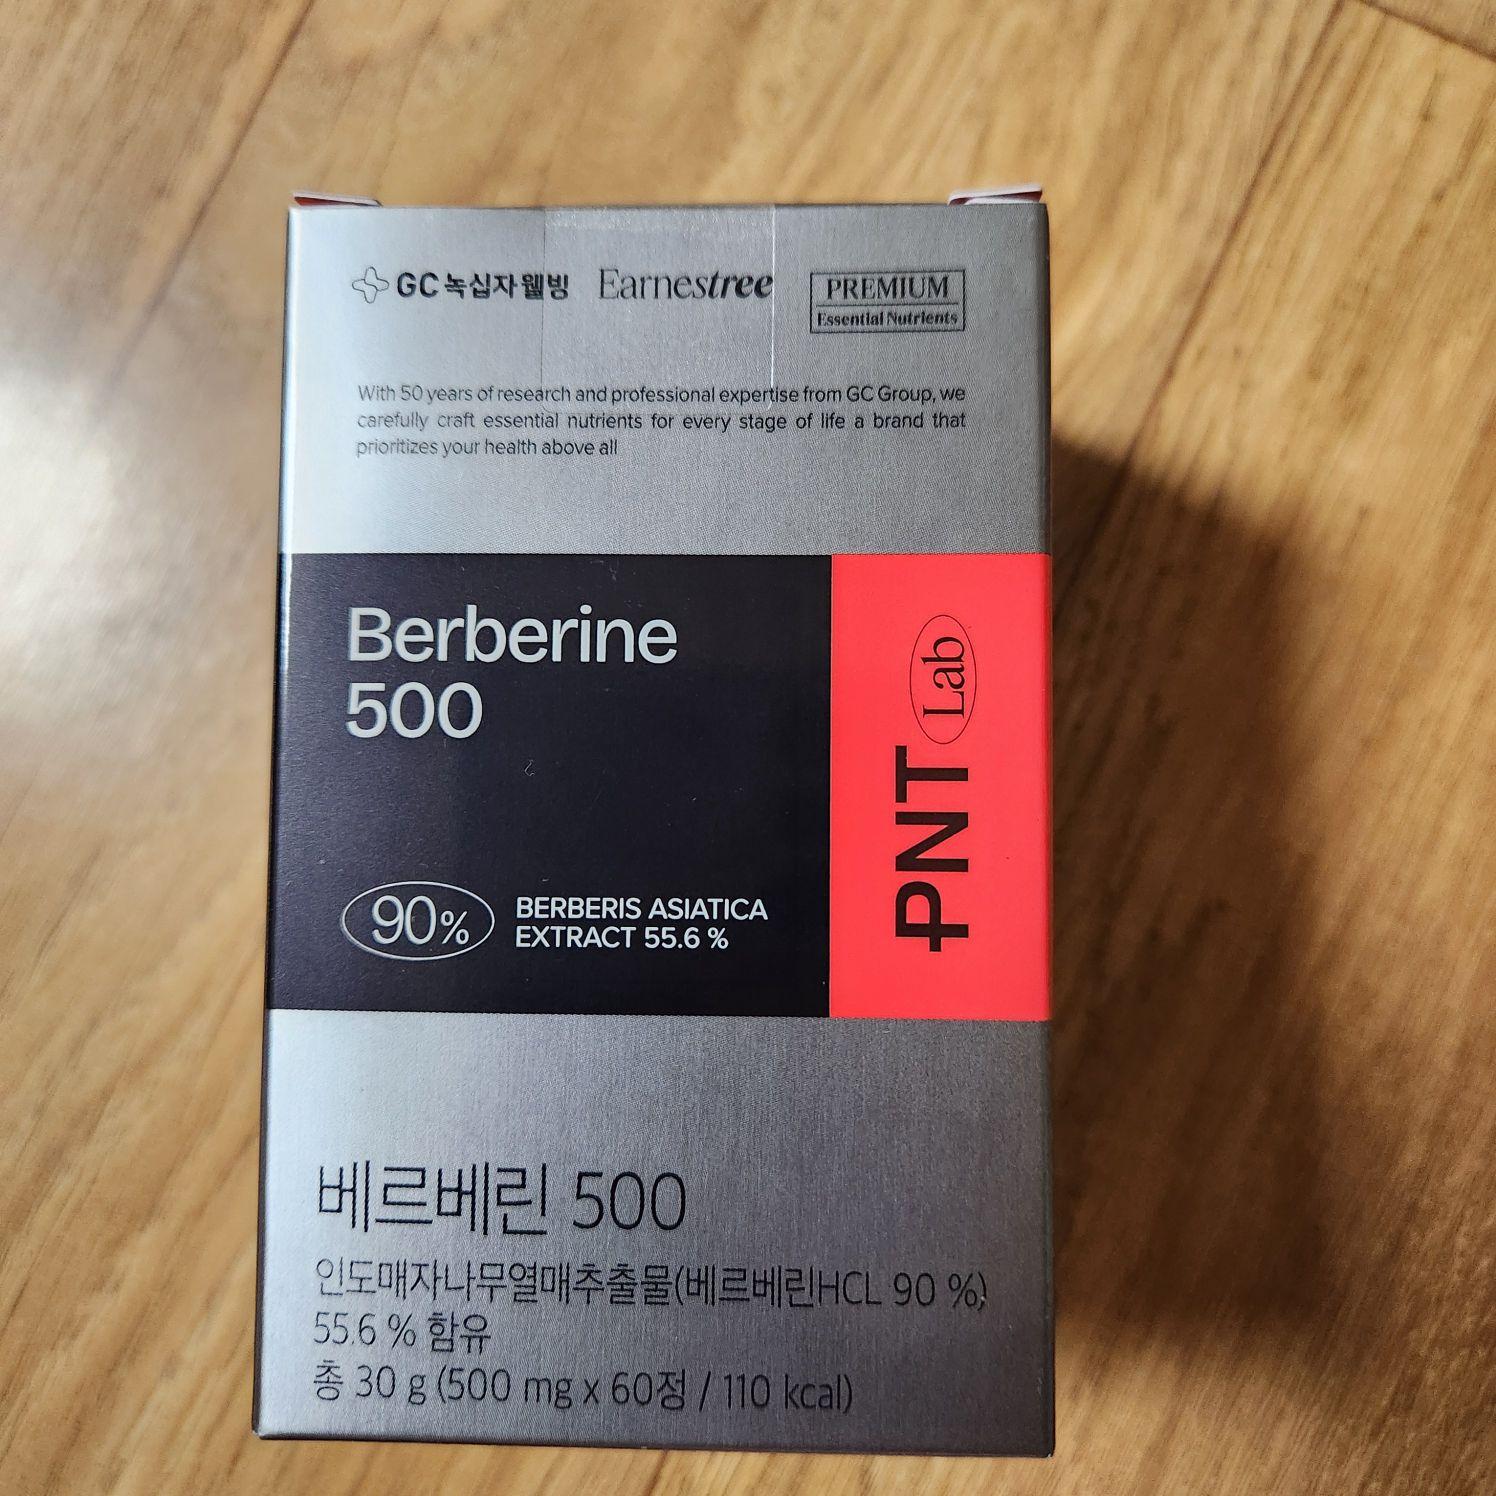 GC녹십자웰빙 Earnestree PREMIUM
Essential Nutrients
With 50 years of research and professional expertise from GC Group, we
carefully craft essential nutrients for every stage of life a brand that
prioritizes your health above all
Berberine
500
90%
BERBERIS ASIATICA
EXTRACT 55.6 %
PNT Lab
베르베린 500
인도매자나무열매추출물(베르베린HCL 90 %)
55.6 % 함유
총 30 g (500 mg x 60정 / 110 kcal)